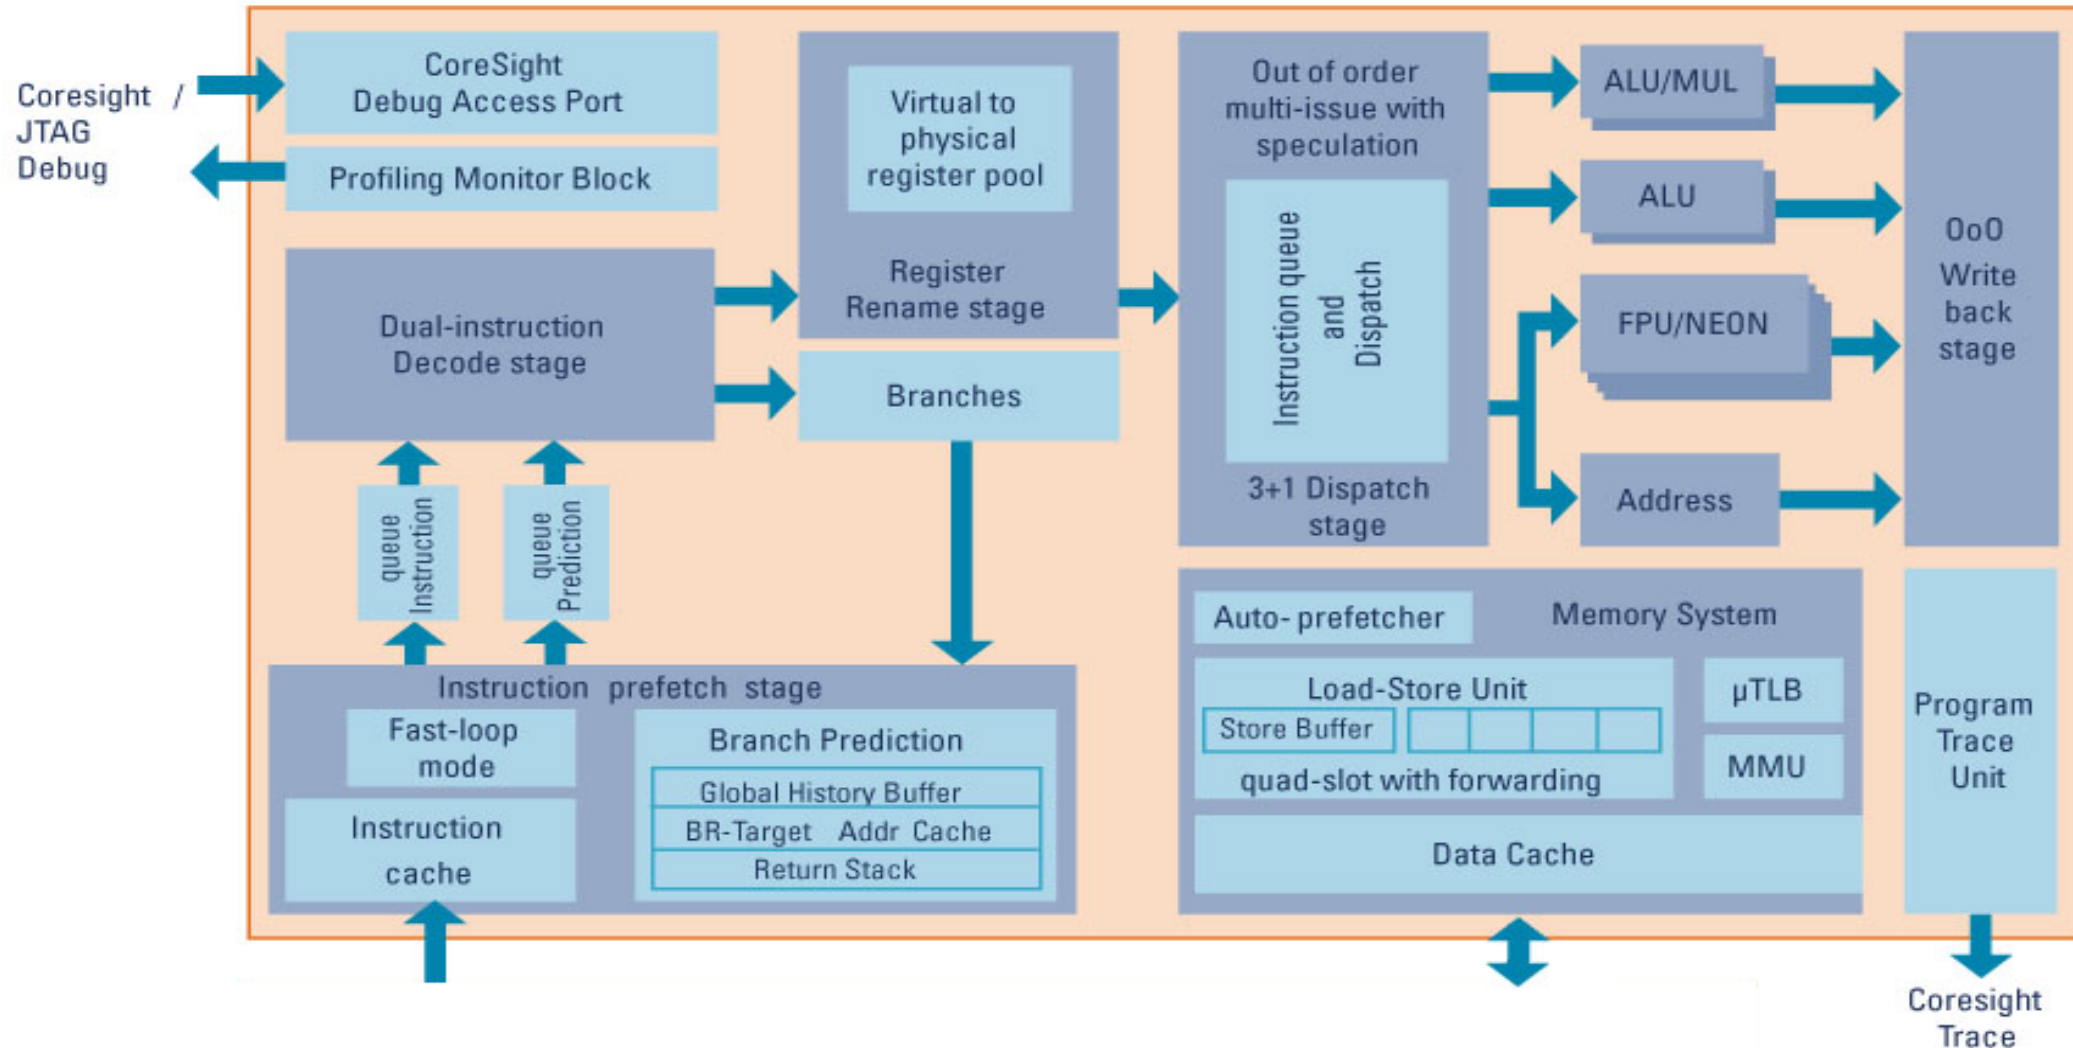 Coresight /
JTAG
Debug
CoreSight
Debug Access Port
Profiling Monitor Block
Dual-instruction
Decode stage
Virtual to
physical
register pool
Register
Rename stage
Branches
Out of order
multi-issue with
speculation
Instruction queue
and
Dispatch
3+1 Dispatch
stage
ALU/MUL
ALU
FPU/NEON
Address
OoO
Write
back
stage
queue
Instruction
queue
Prediction
Instruction prefetch stage
Fast-loop
mode
Instruction
cache
Branch Prediction
Global History Buffer
BR-Target Addr Cache
Return Stack
Auto- prefetcher
Memory System
Load-Store Unit
Store Buffer
quad-slot with forwarding
µTLB
MMU
Data Cache
Program
Trace
Unit
Coresight
Trace